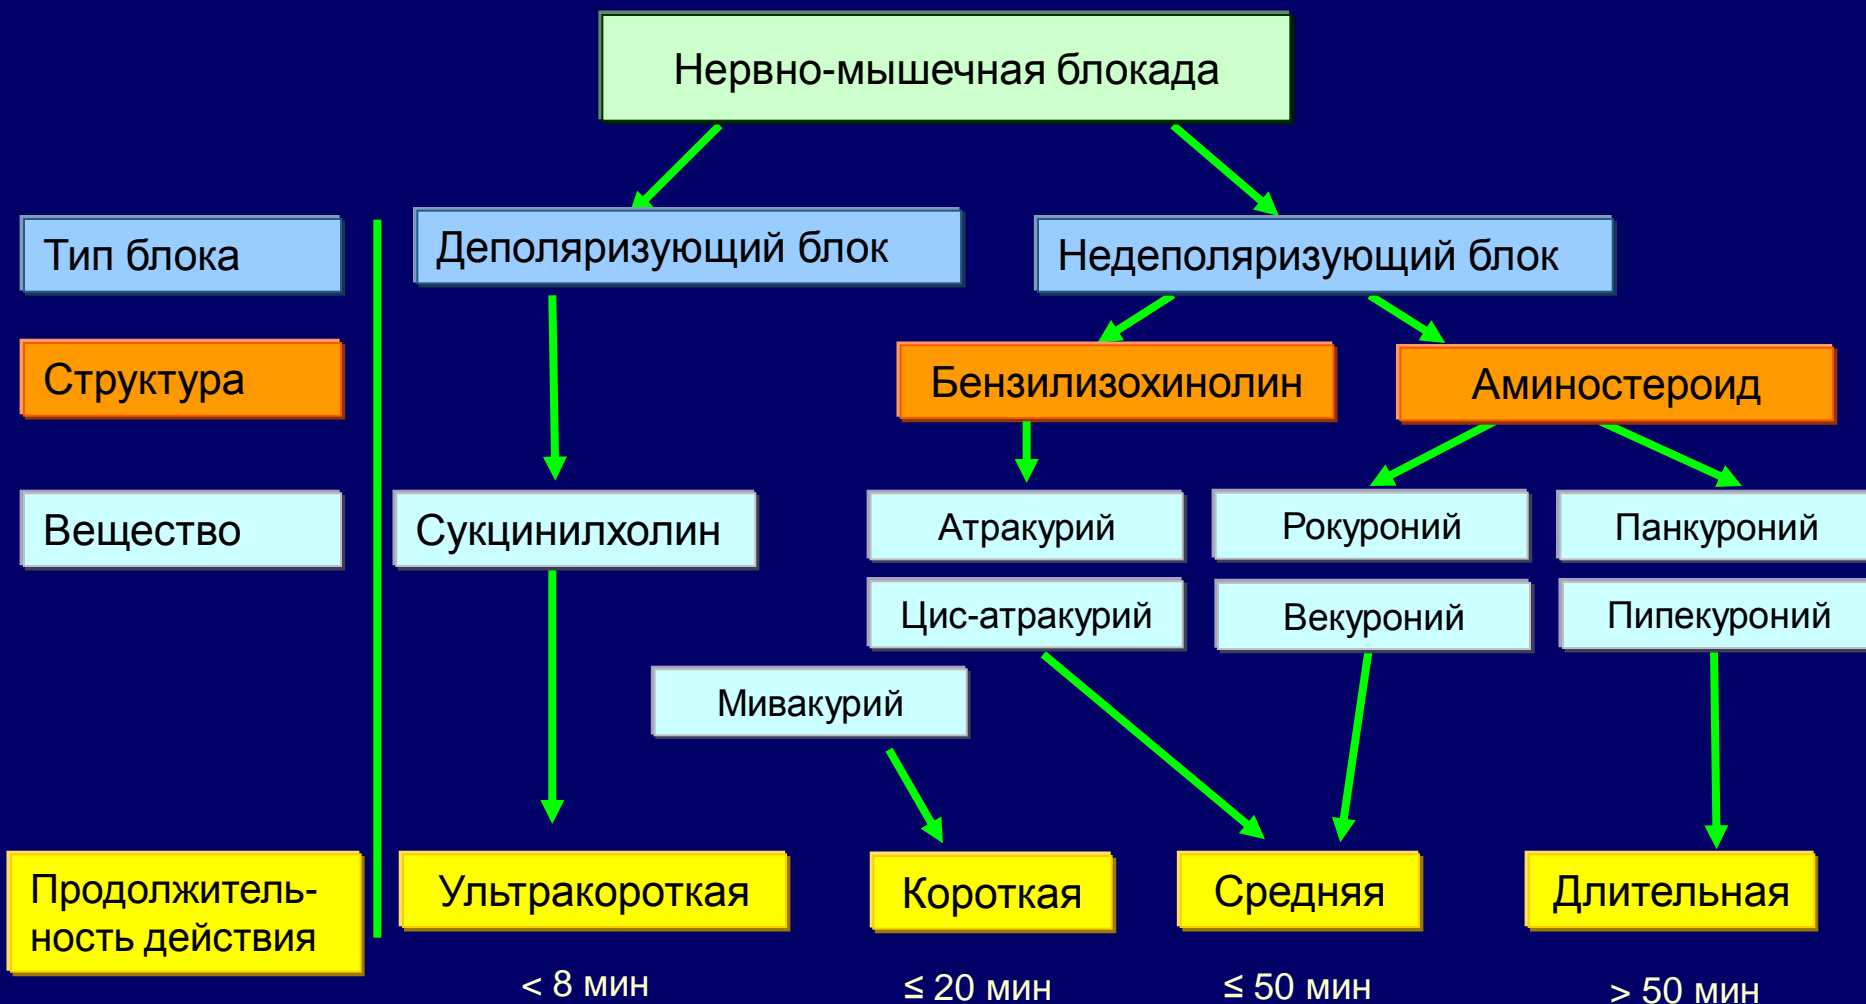 Нервно-мышечная блокада
Тип блока
Деполяризующий блок
Недеполяризующий блок
Структура
Бензилизохинолин
Аминостероид
Вещество
Сукцинилхолин
Атракурий
Рокуроний
Панкуроний
Цис-атракурий
Векуроний
Пипекуроний
Мивакурий
Продолжитель-
ность действия
Ультракороткая
Короткая
Средняя
Длительная
< 8 мин
≤ 20 мин
≤ 50 мин
> 50 мин